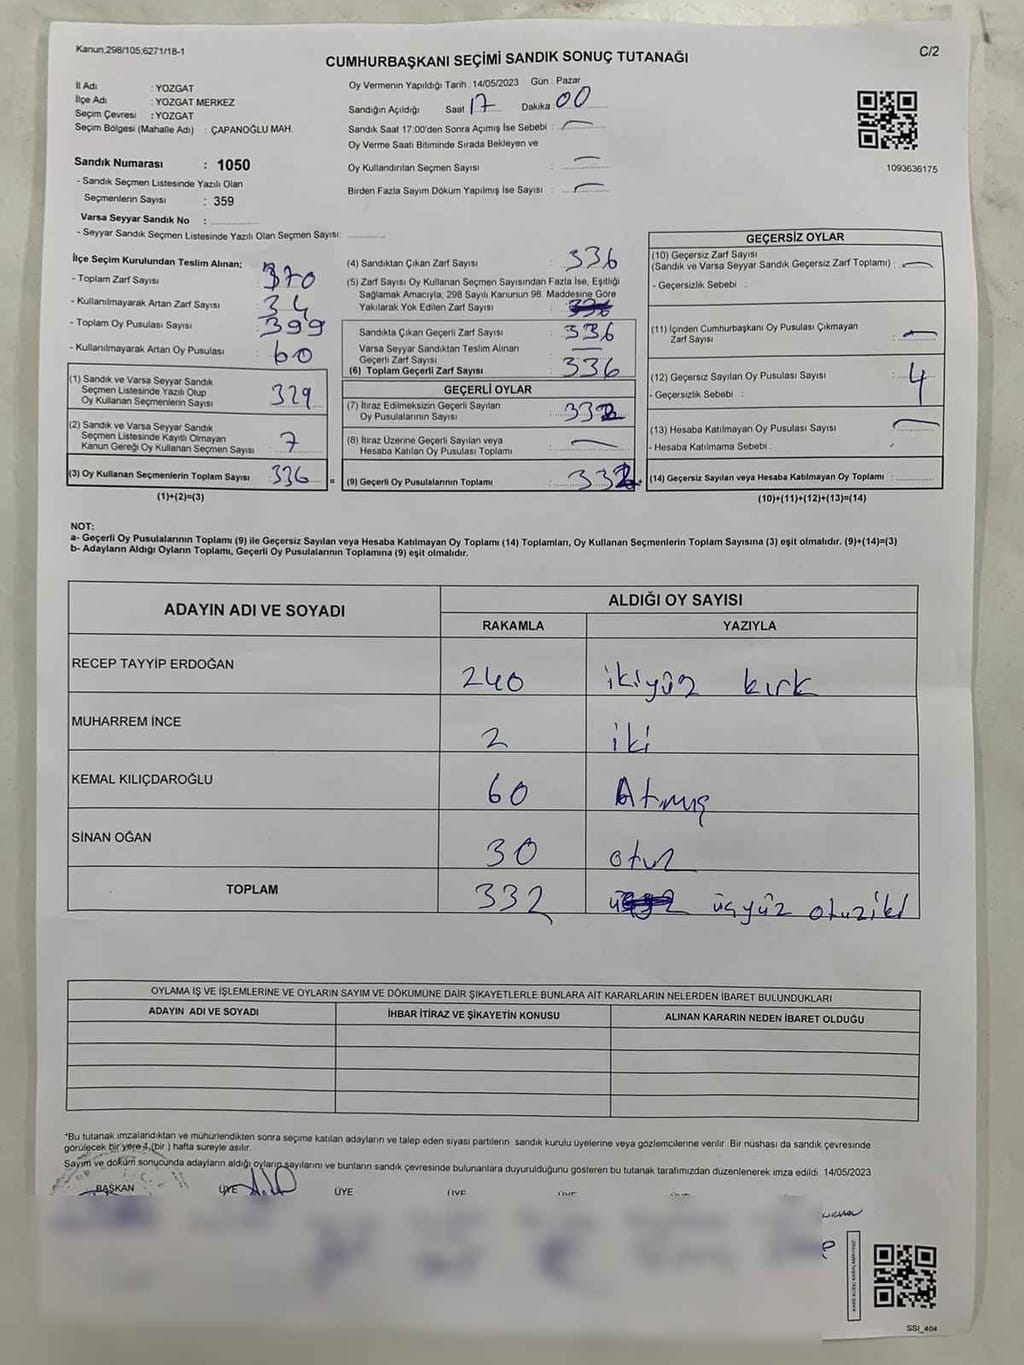 Kanun,298/105,6271/18-1
C/2
CUMHURBAŞKANI SEÇİMİ SANDIK SONUÇ TUTANAĞI
İl Adı : YOZGAT
İlçe Adı : YOZGAT MERKEZ
Seçim Çevresi : YOZGAT
Seçim Bölgesi (Mahalle Adı) : ÇAPANOĞLU MAH.
Sandık Numarası : 1050
- Sandık Seçmen Listesinde Yazılı Olan
Seçmenlerin Sayısı : 359
Varsa Seyyar Sandık No :
- Seyyar Sandık Seçmen Listesinde Yazılı Olan Seçmen Sayısı:
Oy Vermenin Yapıldığı Tarih : 14/05/2023 Gün : Pazar
Sandığın Açıldığı Saat 17 Dakika 00
Sandık Saat 17:00'den Sonra Açımış İse Sebebi :
Oy Verme Saati Bitiminde Sırada Bekleyen ve
Oy Kullandırılan Seçmen Sayısı :
Birden Fazla Sayım Döküm Yapılmış İse Sayısı :
1093636175
İlçe Seçim Kurulundan Teslim Alınan;
- Toplam Zarf Sayısı : 370
- Kullanılmayarak Artan Zarf Sayısı : 34
- Toplam Oy Pusulası Sayısı : 399
- Kullanılmayarak Artan Oy Pusulası : 60
(1) Sandık ve Varsa Seyyar Sandık
Seçmen Listesinde Yazılı Olup
Oy Kullanan Seçmenlerin Sayısı : 329
(2) Sandık ve Varsa Seyyar Sandık
Seçmen Listesinde Kayıtlı Olmayan
Kanun Gereği Oy Kullanan Seçmen Sayısı : 7
(3) Oy Kullanan Seçmenlerin Toplam Sayısı : 336
(1)+(2)=(3)
=
(4) Sandıktan Çıkan Zarf Sayısı : 336
(5) Zarf Sayısı Oy Kullanan Seçmen Sayısından Fazla İse, Eşitliği
Sağlamak Amacıyla, 298 Sayılı Kanunun 98. Maddesine Göre
Yakılarak Yok Edilen Zarf Sayısı :
Sandıkta Çıkan Geçerli Zarf Sayısı : 336
Varsa Seyyar Sandıktan Teslim Alınan
Geçerli Zarf Sayısı :
(6) Toplam Geçerli Zarf Sayısı : 336
GEÇERLİ OYLAR
(7) İtiraz Edilmeksizin Geçerli Sayılan
Oy Pusulalarının Sayısı : 332
(8) İtiraz Üzerine Geçerli Sayılan veya
Hesaba Katılan Oy Pusulası Toplamı :
(9) Geçerli Oy Pusulalarının Toplamı : 332
+
GEÇERSİZ OYLAR
(10) Geçersiz Zarf Sayısı
(Sandık ve Varsa Seyyar Sandık Geçersiz Zarf Toplamı) :
- Geçersizlik Sebebi :
(11) İçinden Cumhurbaşkanı Oy Pusulası Çıkmayan
Zarf Sayısı :
(12) Geçersiz Sayılan Oy Pusulası Sayısı : 4
- Geçersizlik Sebebi :
(13) Hesaba Katılmayan Oy Pusulası Sayısı :
- Hesaba Katılmama Sebebi :
(14) Geçersiz Sayılan veya Hesaba Katılmayan Oy Toplamı :
(10)+(11)+(12)+(13)=(14)
NOT:
a- Geçerli Oy Pusulalarının Toplamı (9) ile Geçersiz Sayılan veya Hesaba Katılmayan Oy Toplamı (14) Toplamları, Oy Kullanan Seçmenlerin Toplam Sayısına (3) eşit olmalıdır. (9)+(14)=(3)
b- Adayların Aldığı Oyların Toplamı, Geçerli Oy Pusulalarının Toplamına (9) eşit olmalıdır.
ADAYIN ADI VE SOYADI
ALDIĞI OY SAYISI
RAKAMLA YAZIYLA
RECEP TAYYİP ERDOĞAN 240 ikiyüz kırk
MUHARREM İNCE 2 iki
KEMAL KILIÇDAROĞLU 60 Atmış
SİNAN OĞAN 30 otuz
TOPLAM 332 üçyüz otuziki
OYLAMA İŞ VE İŞLEMLERİNE VE OYLARIN SAYIM VE DÖKÜMÜNE DAİR ŞİKAYETLERLE BUNLARA AİT KARARLARIN NELERDEN İBARET BULUNDUKLARI
ADAYIN ADI VE SOYADI İHBAR İTİRAZ VE ŞİKAYETİN KONUSU ALINAN KARARIN NEDEN İBARET OLDUĞU
*Bu tutanak imzalandıktan ve mühürlendikten sonra seçime katılan adayların ve talep eden siyasi partilerin sandık kurulu üyelerine veya gözlemcilerine verilir. Bir nüshası da sandık çevresinde
görülecek bir yere 1 (bir ) hafta süreyle asılır.
Sayım ve döküm sonucunda adayların aldığı oyların sayılarını ve bunların sandık çevresinde bulunanlara duyurulduğunu gösteren bu tutanak tarafımızdan düzenlenerek imza edildi. 14/05/2023
BAŞKAN ÜYE ÜYE ÜYE ÜYE
SSI_404